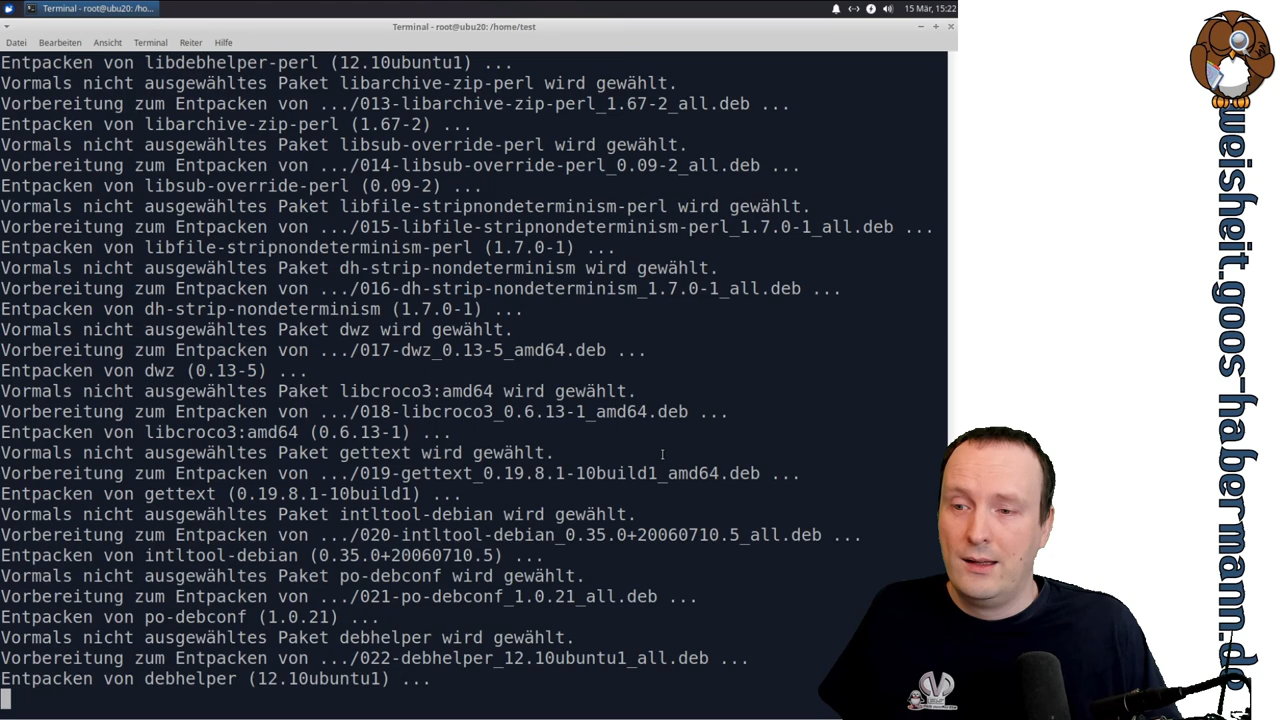 Terminal - root@ubu20: /ho...
15 Mär, 15:22
Terminal - root@ubu20: /home/test
Datei Bearbeiten Ansicht Terminal Reiter Hilfe
Entpacken von libdebhelper-perl (12.10ubuntu1) ...
Vormals nicht ausgewähltes Paket libarchive-zip-perl wird gewählt.
Vorbereitung zum Entpacken von .../013-libarchive-zip-perl_1.67-2_all.deb ...
Entpacken von libarchive-zip-perl (1.67-2) ...
Vormals nicht ausgewähltes Paket libsub-override-perl wird gewählt.
Vorbereitung zum Entpacken von .../014-libsub-override-perl_0.09-2_all.deb ...
Entpacken von libsub-override-perl (0.09-2) ...
Vormals nicht ausgewähltes Paket libfile-stripnondeterminism-perl wird gewählt.
Vorbereitung zum Entpacken von .../015-libfile-stripnondeterminism-perl_1.7.0-1_all.deb ...
Entpacken von libfile-stripnondeterminism-perl (1.7.0-1) ...
Vormals nicht ausgewähltes Paket dh-strip-nondeterminism wird gewählt.
Vorbereitung zum Entpacken von .../016-dh-strip-nondeterminism_1.7.0-1_all.deb ...
Entpacken von dh-strip-nondeterminism (1.7.0-1) ...
Vormals nicht ausgewähltes Paket dwz wird gewählt.
Vorbereitung zum Entpacken von .../017-dwz_0.13-5_amd64.deb ...
Entpacken von dwz (0.13-5) ...
Vormals nicht ausgewähltes Paket libcroco3:amd64 wird gewählt.
Vorbereitung zum Entpacken von .../018-libcroco3_0.6.13-1_amd64.deb ...
Entpacken von libcroco3:amd64 (0.6.13-1) ...
Vormals nicht ausgewähltes Paket gettext wird gewählt.
Vorbereitung zum Entpacken von .../019-gettext_0.19.8.1-10build1_amd64.deb ...
Entpacken von gettext (0.19.8.1-10build1) ...
Vormals nicht ausgewähltes Paket intltool-debian wird gewählt.
Vorbereitung zum Entpacken von .../020-intltool-debian_0.35.0+20060710.5_all.deb ...
Entpacken von intltool-debian (0.35.0+20060710.5) ...
Vormals nicht ausgewähltes Paket po-debconf wird gewählt.
Vorbereitung zum Entpacken von .../021-po-debconf_1.0.21_all.deb ...
Entpacken von po-debconf (1.0.21) ...
Vormals nicht ausgewähltes Paket debhelper wird gewählt.
Vorbereitung zum Entpacken von .../022-debhelper_12.10ubuntu1_all.deb ...
Entpacken von debhelper (12.10ubuntu1) ...
weisheit.goos-habermann.de